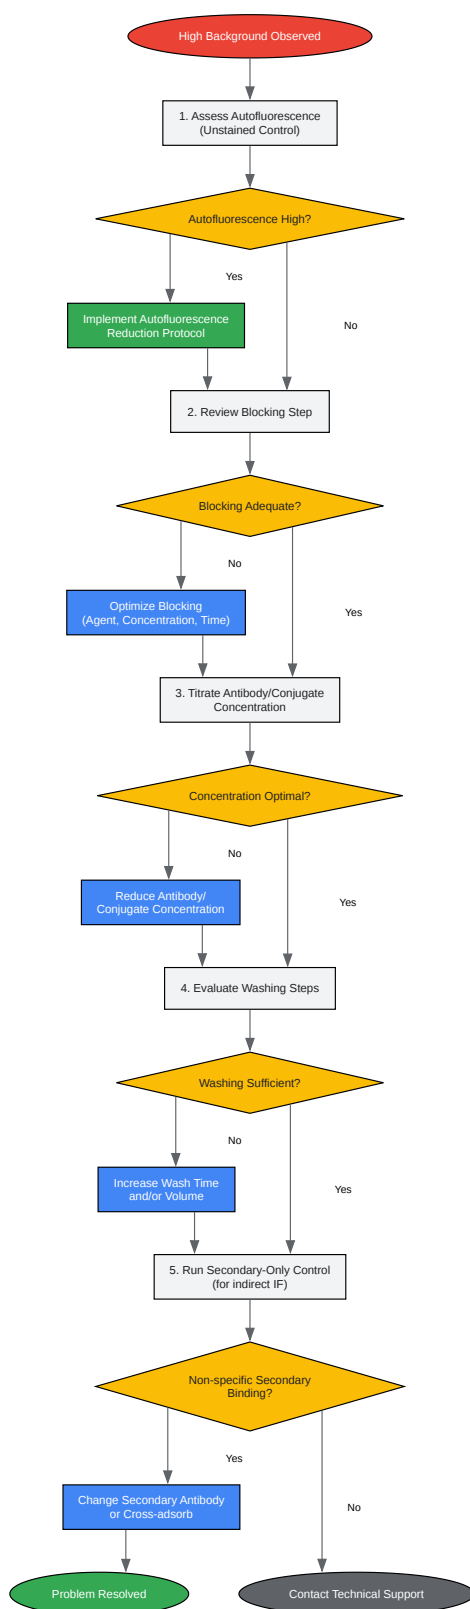 High Background Observed
1. Assess Autofluorescence
(Unstained Control)
Autofluorescence High?
Yes
Implement Autofluorescence
Reduction Protocol
No
2. Review Blocking Step
Blocking Adequate?
No
Optimize Blocking
(Agent, Concentration, Time)
Yes
3. Titrate Antibody/Conjugate
Concentration
Concentration Optimal?
No
Reduce Antibody/
Conjugate Concentration
Yes
4. Evaluate Washing Steps
Washing Sufficient?
No
Increase Wash Time
and/or Volume
Yes
5. Run Secondary-Only Control
(for indirect IF)
Non-specific Secondary
Binding?
Yes
Change Secondary Antibody
or Cross-adsorb
No
Problem Resolved
Contact Technical Support